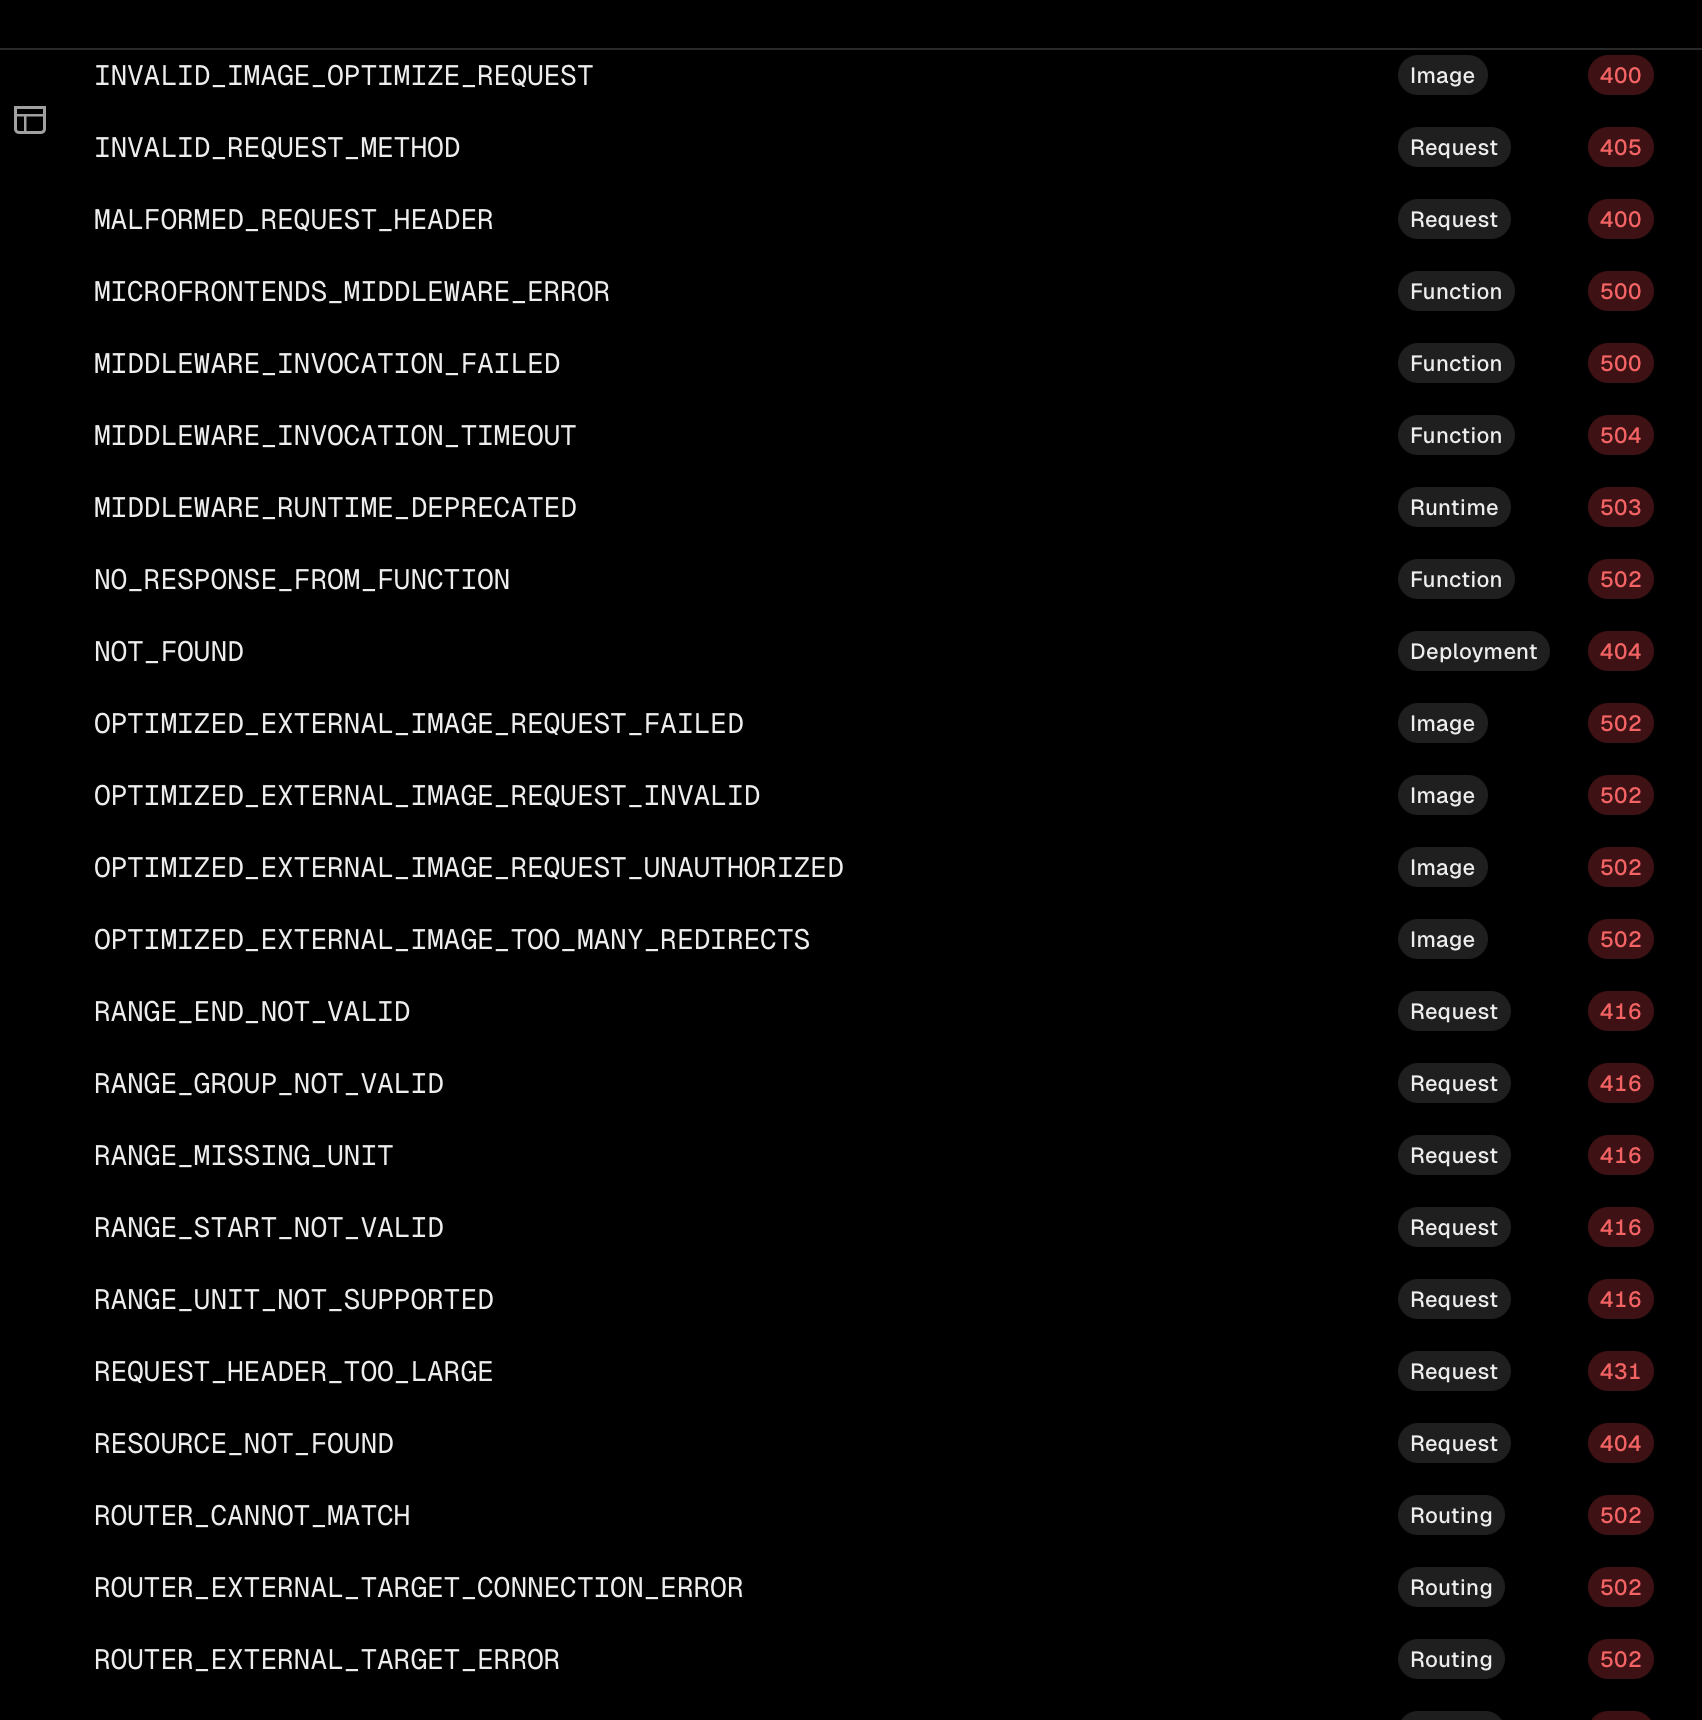 INVALID_IMAGE_OPTIMIZE_REQUEST Image 400
INVALID_REQUEST_METHOD Request 405
MALFORMED_REQUEST_HEADER Request 400
MICROFRONTENDS_MIDDLEWARE_ERROR Function 500
MIDDLEWARE_INVOCATION_FAILED Function 500
MIDDLEWARE_INVOCATION_TIMEOUT Function 504
MIDDLEWARE_RUNTIME_DEPRECATED Runtime 503
NO_RESPONSE_FROM_FUNCTION Function 502
NOT_FOUND Deployment 404
OPTIMIZED_EXTERNAL_IMAGE_REQUEST_FAILED Image 502
OPTIMIZED_EXTERNAL_IMAGE_REQUEST_INVALID Image 502
OPTIMIZED_EXTERNAL_IMAGE_REQUEST_UNAUTHORIZED Image 502
OPTIMIZED_EXTERNAL_IMAGE_TOO_MANY_REDIRECTS Image 502
RANGE_END_NOT_VALID Request 416
RANGE_GROUP_NOT_VALID Request 416
RANGE_MISSING_UNIT Request 416
RANGE_START_NOT_VALID Request 416
RANGE_UNIT_NOT_SUPPORTED Request 416
REQUEST_HEADER_TOO_LARGE Request 431
RESOURCE_NOT_FOUND Request 404
ROUTER_CANNOT_MATCH Routing 502
ROUTER_EXTERNAL_TARGET_CONNECTION_ERROR Routing 502
ROUTER_EXTERNAL_TARGET_ERROR Routing 502